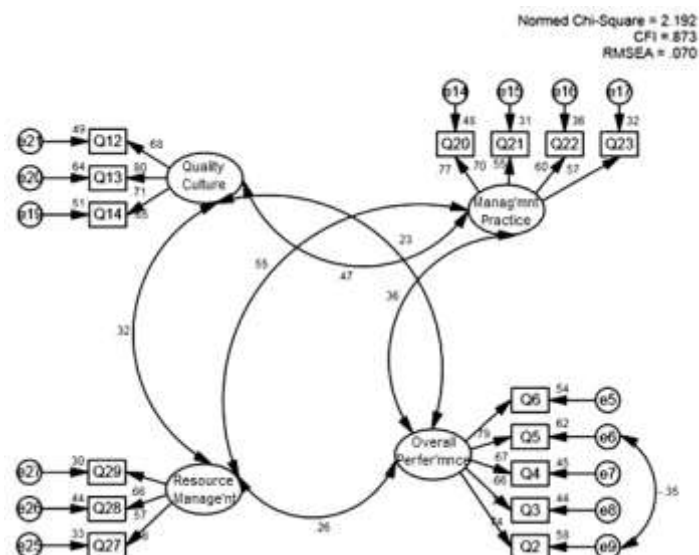 Normed Chi-Square = 2.192
CFI = .873
RMSEA = .070
e14 e15 e16 e17
48 31 36 32
Q20 Q21 Q22 Q23
77 70 55 60 57
e21 49 Q12 68
e20 64 Q13 80
e19 51 Q14 71
Quality
Culture
Manag'mnt
Practice
23
55
47
36
32
Q6 54 e5
79 Q5 62 e6
67 Q4 45 e7
66 Q3 44 e8
74 Q2 58 e9
-.35
Overall
Perfer'mnce
e27 30 Q29
e26 44 Q28 66
e25 33 Q27 57
Resource
Manage'nt
26